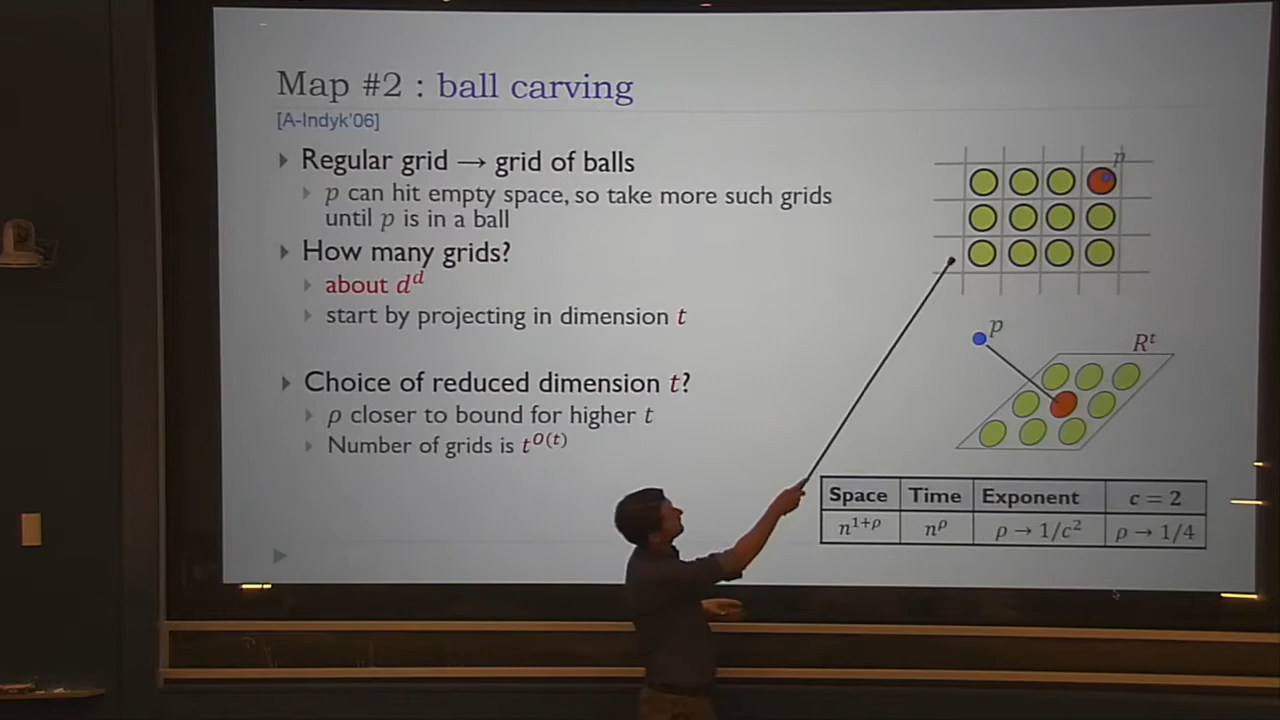 Map #2 : ball carving
[A-Indyk'06]
Regular grid → grid of balls
p can hit empty space, so take more such grids
until p is in a ball
How many grids?
about d^d
start by projecting in dimension t
Choice of reduced dimension t?
ρ closer to bound for higher t
Number of grids is t^O(t)
p
p
R^t
Space Time Exponent c = 2
n^1+ρ n^ρ ρ → 1/c² ρ → 1/4